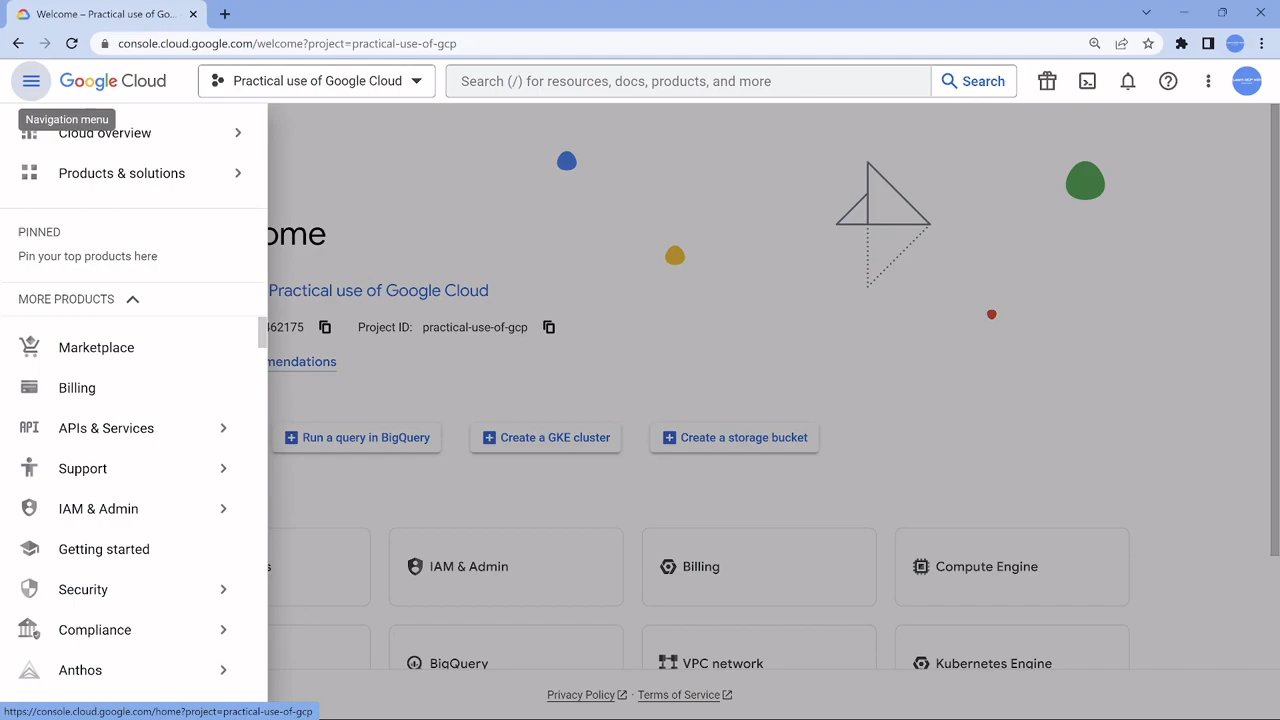 Welcome – Practical use of Go...
console.cloud.google.com/welcome?project=practical-use-of-gcp
Google Cloud
Practical use of Google Cloud
Search (/) for resources, docs, products, and more
Search
Navigation menu
Cloud overview
Products & solutions
PINNED
Pin your top products here
MORE PRODUCTS
Marketplace
Billing
API
APIs & Services
Support
IAM & Admin
Getting started
Security
Compliance
Anthos
ome
Practical use of Google Cloud
462175
Project ID: practical-use-of-gcp
mendations
Run a query in BigQuery
Create a GKE cluster
Create a storage bucket
s
IAM & Admin
Billing
Compute Engine
BigQuery
VPC network
Kubernetes Engine
Privacy Policy · Terms of Service
https://console.cloud.google.com/home?project=practical-use-of-gcp